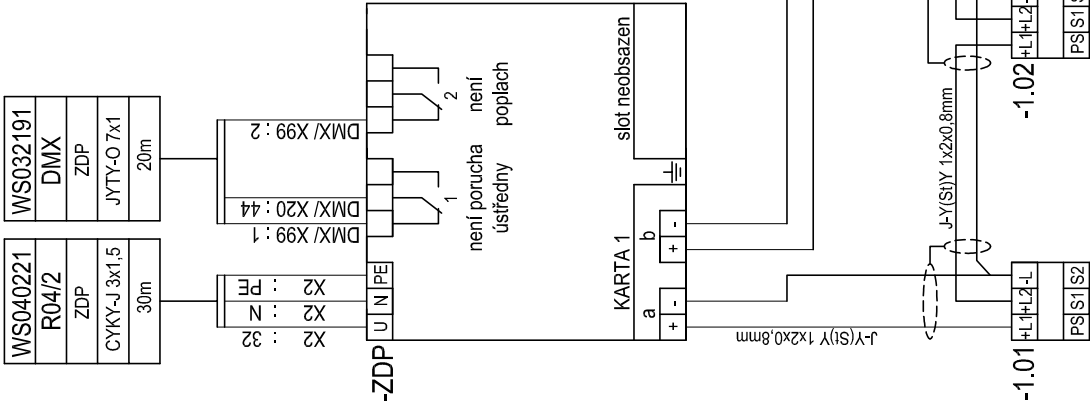 WS032191
DMX
ZDP
JYTY-O 7x1
20m
WS040221
R04/2
ZDP
CYKY-J 3x1,5
30m
DMX/ X99 : 2
DMX/ X20 : 44
DMX/ X99 : 1
X2 : PE
X2 : N
X2 : 32
U N PE
-ZDP
1
není porucha
ústředny
2
není
poplach
slot neobsazen
KARTA 1
a
+ -
b
+ -
J-Y(St)Y 1x2x0,8mm
J-Y(St)Y 1x2x0,8mm
-1.02
+L1 +L2 -
PS S1 S
-1.01
+L1 +L2 -L
PS S1 S2